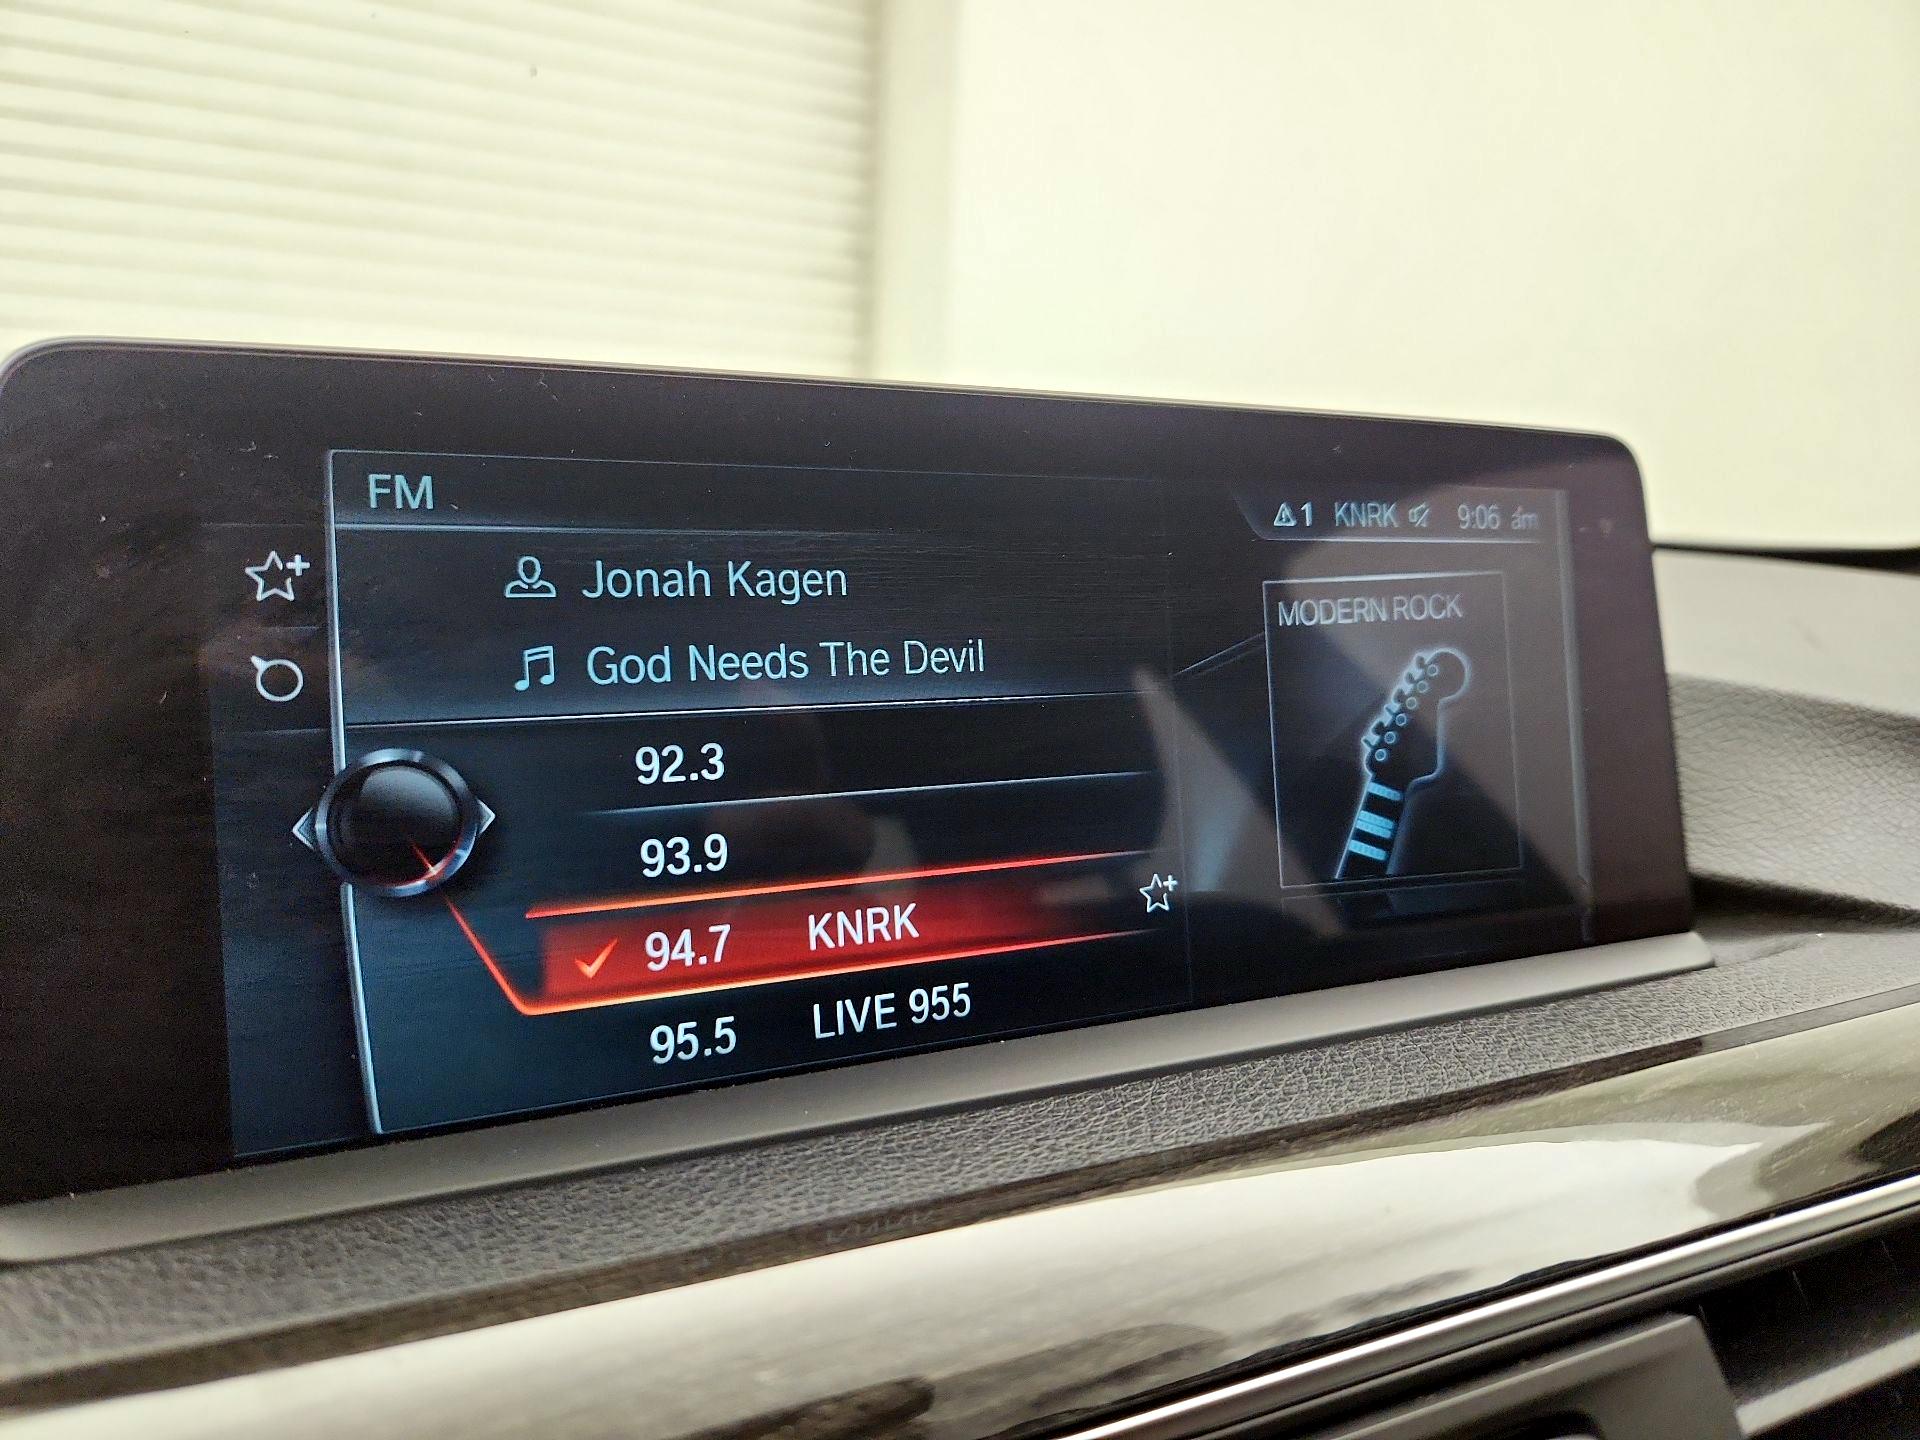 FM
1 KNRK 9:06 am
Jonah Kagen
God Needs The Devil
MODERN ROCK
92.3
93.9
94.7 KNRK
95.5 LIVE 955